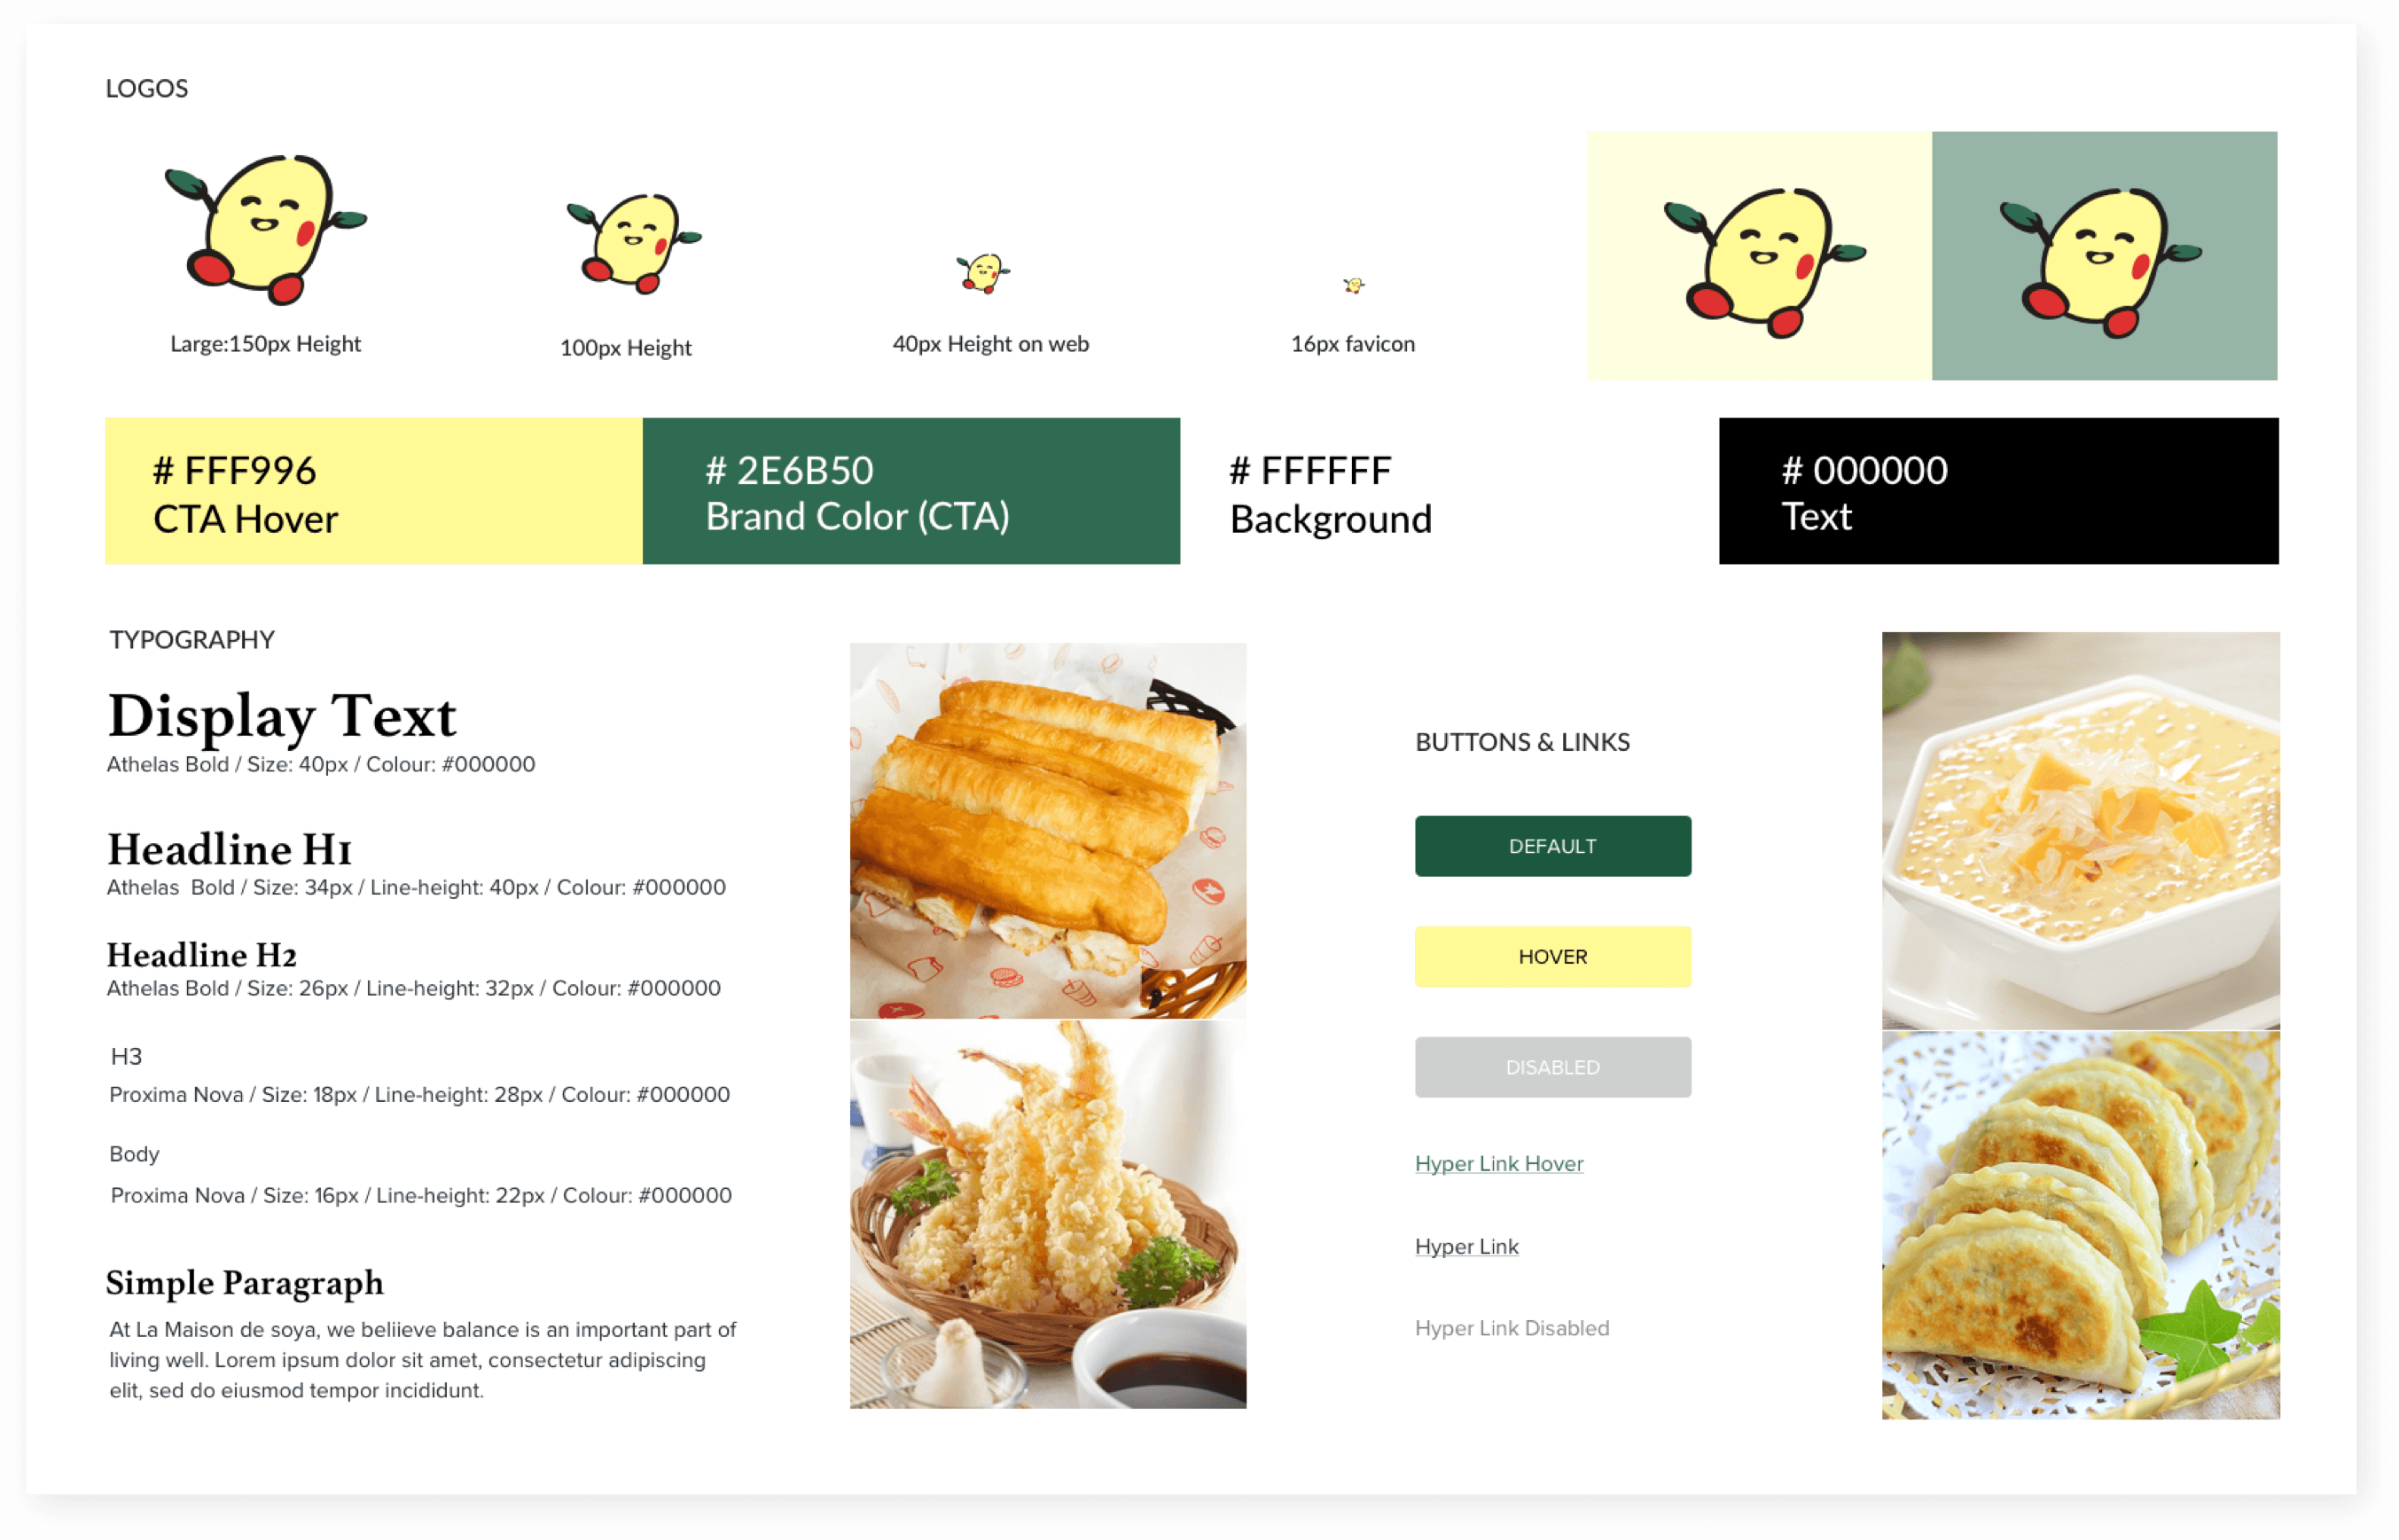 LOGOS
Large:150px Height
100px Height
40px Height on web
16px favicon
# FFF996
CTA Hover
# 2E6B50
Brand Color (CTA)
# FFFFFF
Background
# 000000
Text
TYPOGRAPHY
Display Text
Athelas Bold / Size: 40px / Colour: #000000
Headline H1
Athelas  Bold / Size: 34px / Line-height: 40px / Colour: #000000
Headline H2
Athelas Bold / Size: 26px / Line-height: 32px / Colour: #000000
H3
Proxima Nova / Size: 18px / Line-height: 28px / Colour: #000000
Body
Proxima Nova / Size: 16px / Line-height: 22px / Colour: #000000
Simple Paragraph
At La Maison de soya, we beliieve balance is an important part of
living well. Lorem ipsum dolor sit amet, consectetur adipiscing
elit, sed do eiusmod tempor incididunt.
BUTTONS & LINKS
DEFAULT
HOVER
DISABLED
Hyper Link Hover
Hyper Link
Hyper Link Disabled